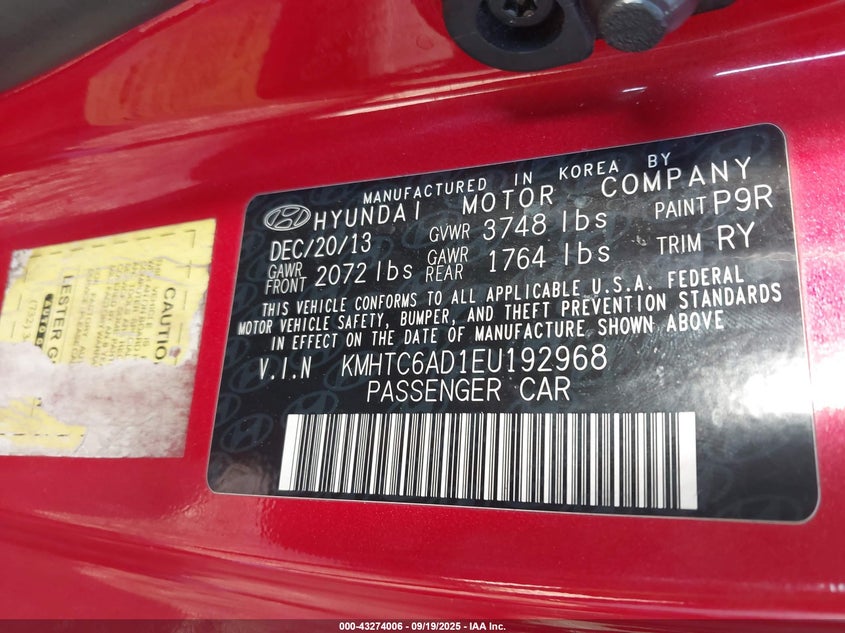 MANUFACTURED IN KOREA BY
HYUNDAI MOTOR COMPANY
DEC/20/13 GVWR 3748 lbs PAINT P9R
GAWR FRONT 2072 lbs GAWR REAR 1764 lbs TRIM RY
THIS VEHICLE CONFORMS TO ALL APPLICABLE U.S.A. FEDERAL
MOTOR VEHICLE SAFETY, BUMPER, AND THEFT PREVENTION STANDARDS
IN EFFECT ON THE DATE OF MANUFACTURE SHOWN ABOVE
V.I.N KMHTC6AD1EU192968
PASSENGER CAR
CAUTION
LESTER G
AUTO
000-43274006 - 09/19/2025 - IAA Inc.